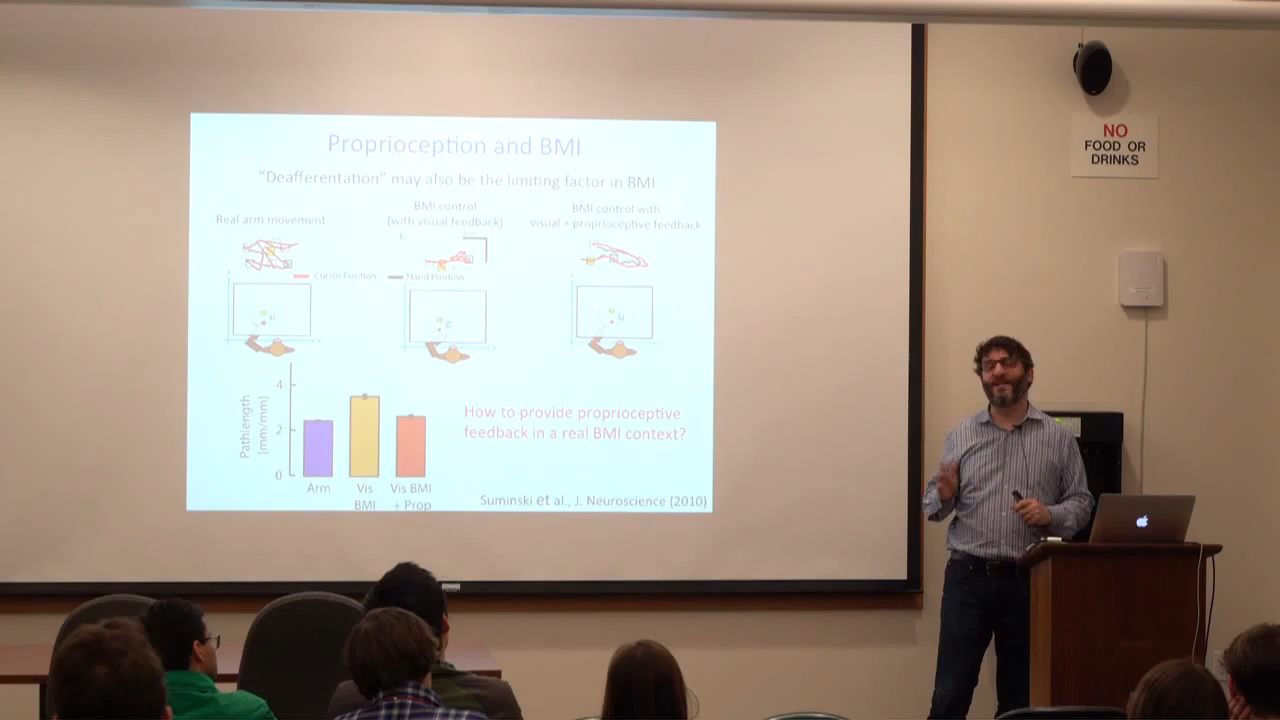 Proprioception and BMI
"Deafferentation" may also be the limiting factor in BMI
Real arm movement
BMI control
(with visual feedback)
BMI control with
visual + proprioceptive feedback
Cursor Position
Hand Position
4
2
0
Pathlength
[mm/mm]
Arm
Vis
BMI
Vis BMI
+ Prop
How to provide proprioceptive
feedback in a real BMI context?
Suminski et al., J. Neuroscience (2010)
NO
FOOD OR
DRINKS